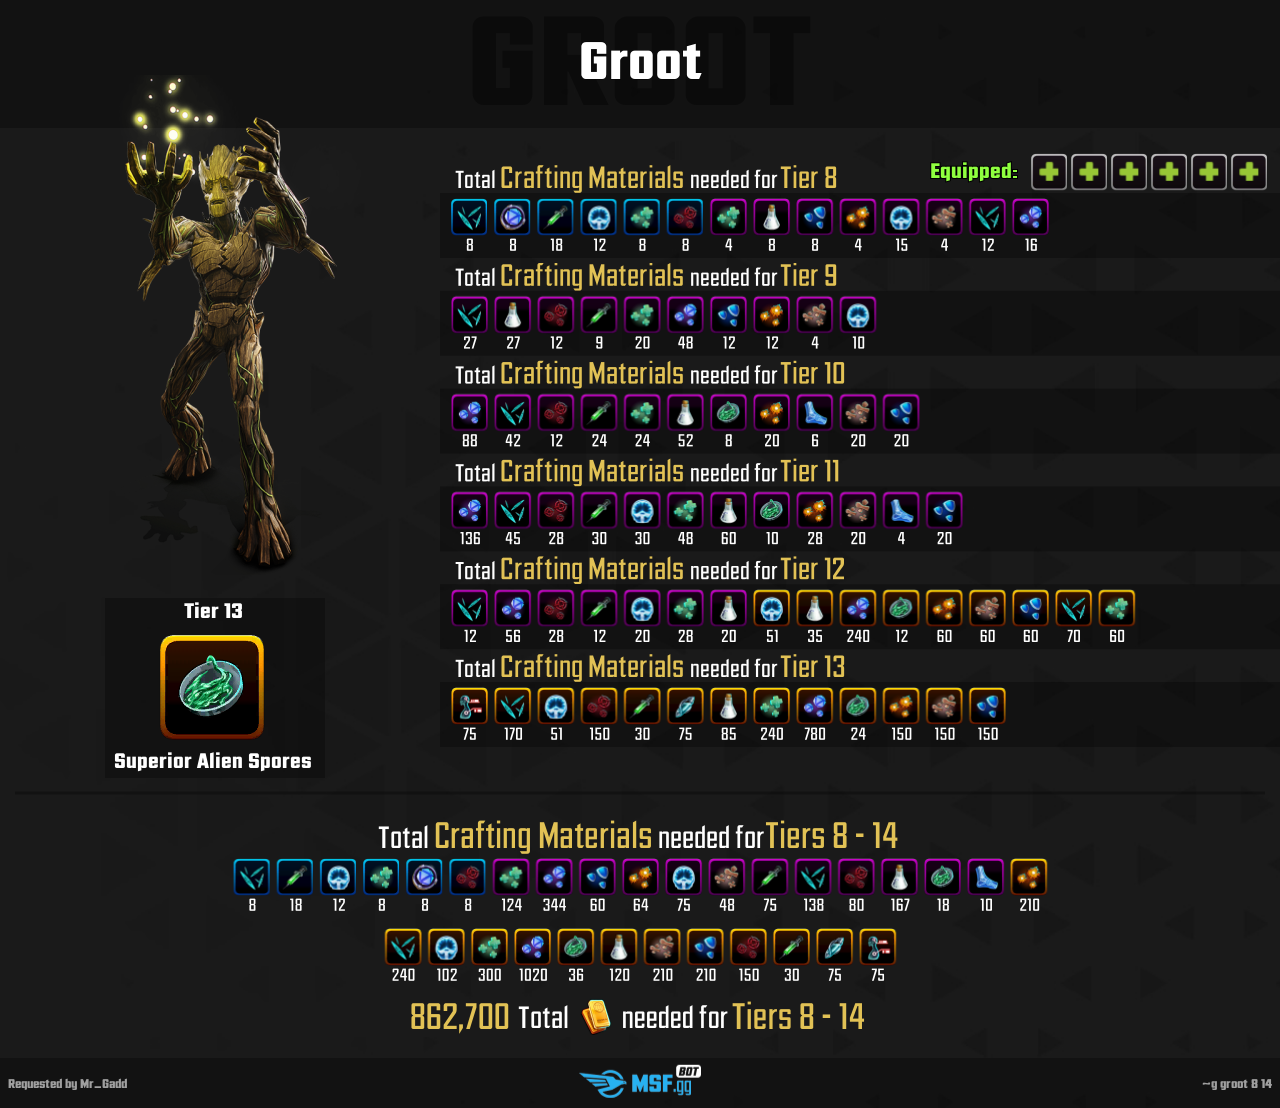 Groot
Equipped:
Total Crafting Materials needed for Tier 8
8 8 18 12 8 8 4 8 8 4 15 4 12 16
Total Crafting Materials needed for Tier 9
27 27 12 9 20 48 12 12 4 10
Total Crafting Materials needed for Tier 10
88 42 12 24 24 52 8 20 6 20 20
Total Crafting Materials needed for Tier 11
136 45 28 30 30 48 60 10 28 20 4 20
Total Crafting Materials needed for Tier 12
12 56 28 12 20 28 20 51 35 240 12 60 60 60 70 60
Total Crafting Materials needed for Tier 13
75 170 51 150 30 75 85 240 780 24 150 150 150
Tier 13
Superior Alien Spores
Total Crafting Materials needed for Tiers 8 - 14
8 18 12 8 8 8 124 344 60 64 75 48 75 138 80 167 18 10 210
240 102 300 1020 36 120 210 210 150 30 75 75
862,700 Total needed for Tiers 8 - 14
Requested by Mr_Gadd
MSF.gg BOT
~g groot 8 14